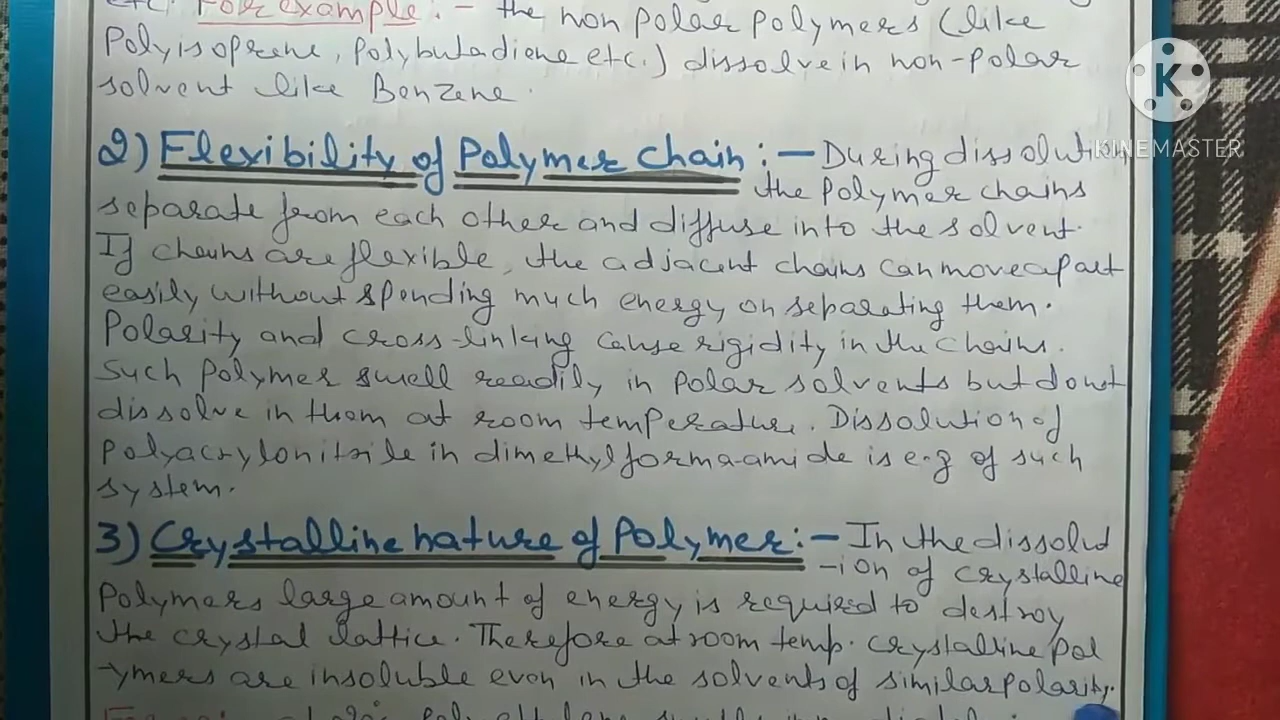 etc. For example:- the non polar polymers (like
Polyisoprene, Polybutadiene etc.) dissolve in non-polar
solvent like Benzene.
K
KINEMASTER
2) Flexibility of Polymer chain:- During dissolution
the polymer chains
separate from each other and diffuse into the solvent.
If chains are flexible, the adjacent chains can move apart
easily without spending much energy on separating them.
Polarity and cross-linking cause rigidity in the chains.
Such polymer swell readily in polar solvents but do not
dissolve in them at room temperature. Dissolution of
polyacrylonitrile in dimethylforma-amide is e.g of such
system.
3) Crystalline nature of Polymer:- In the dissolut
-ion of crystalline
Polymers large amount of energy is required to destroy
the crystal lattice. Therefore at room temp. crystalline pol
-ymers are insoluble even in the solvents of similar polarity.